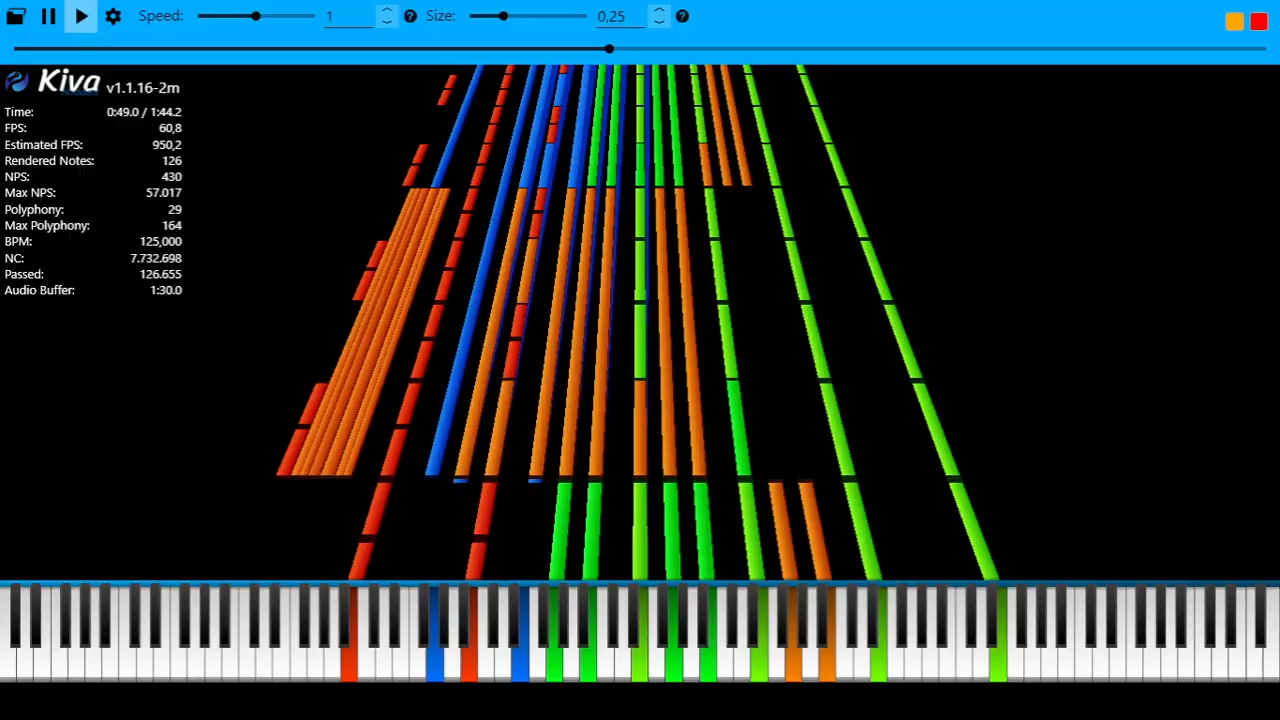 Speed: 1 Size: 0,25
Kiva v1.1.16-2m
Time: 0:49.0 / 1:44.2
FPS: 60,8
Estimated FPS: 950,2
Rendered Notes: 126
NPS: 430
Max NPS: 57.017
Polyphony: 29
Max Polyphony: 164
BPM: 125,000
NC: 7.732.698
Passed: 126.655
Audio Buffer: 1:30.0